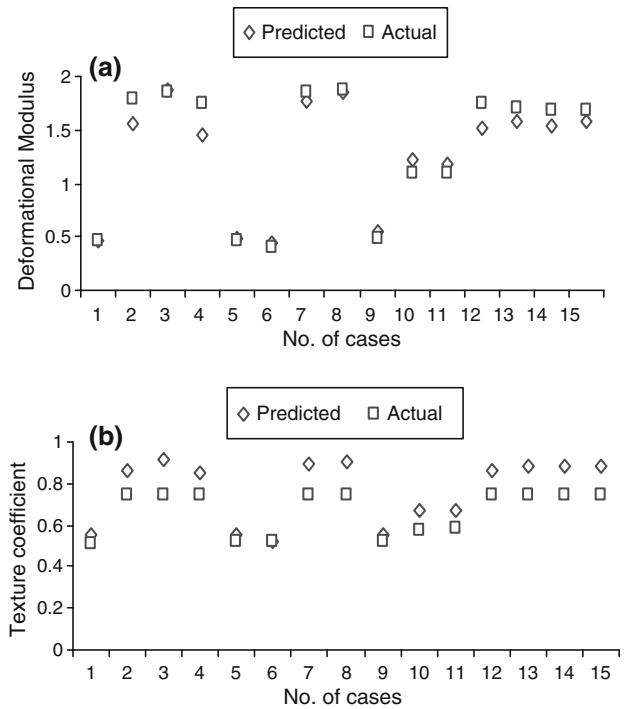 Predicted Actual
(a)
Deformational Modulus
2
1.5
1
0.5
0
1 2 3 4 5 6 7 8 9 10 11 12 13 14 15
No. of cases
Predicted Actual
(b)
Texture coefficient
1
0.8
0.6
0.4
0.2
0
1 2 3 4 5 6 7 8 9 10 11 12 13 14 15
No. of cases